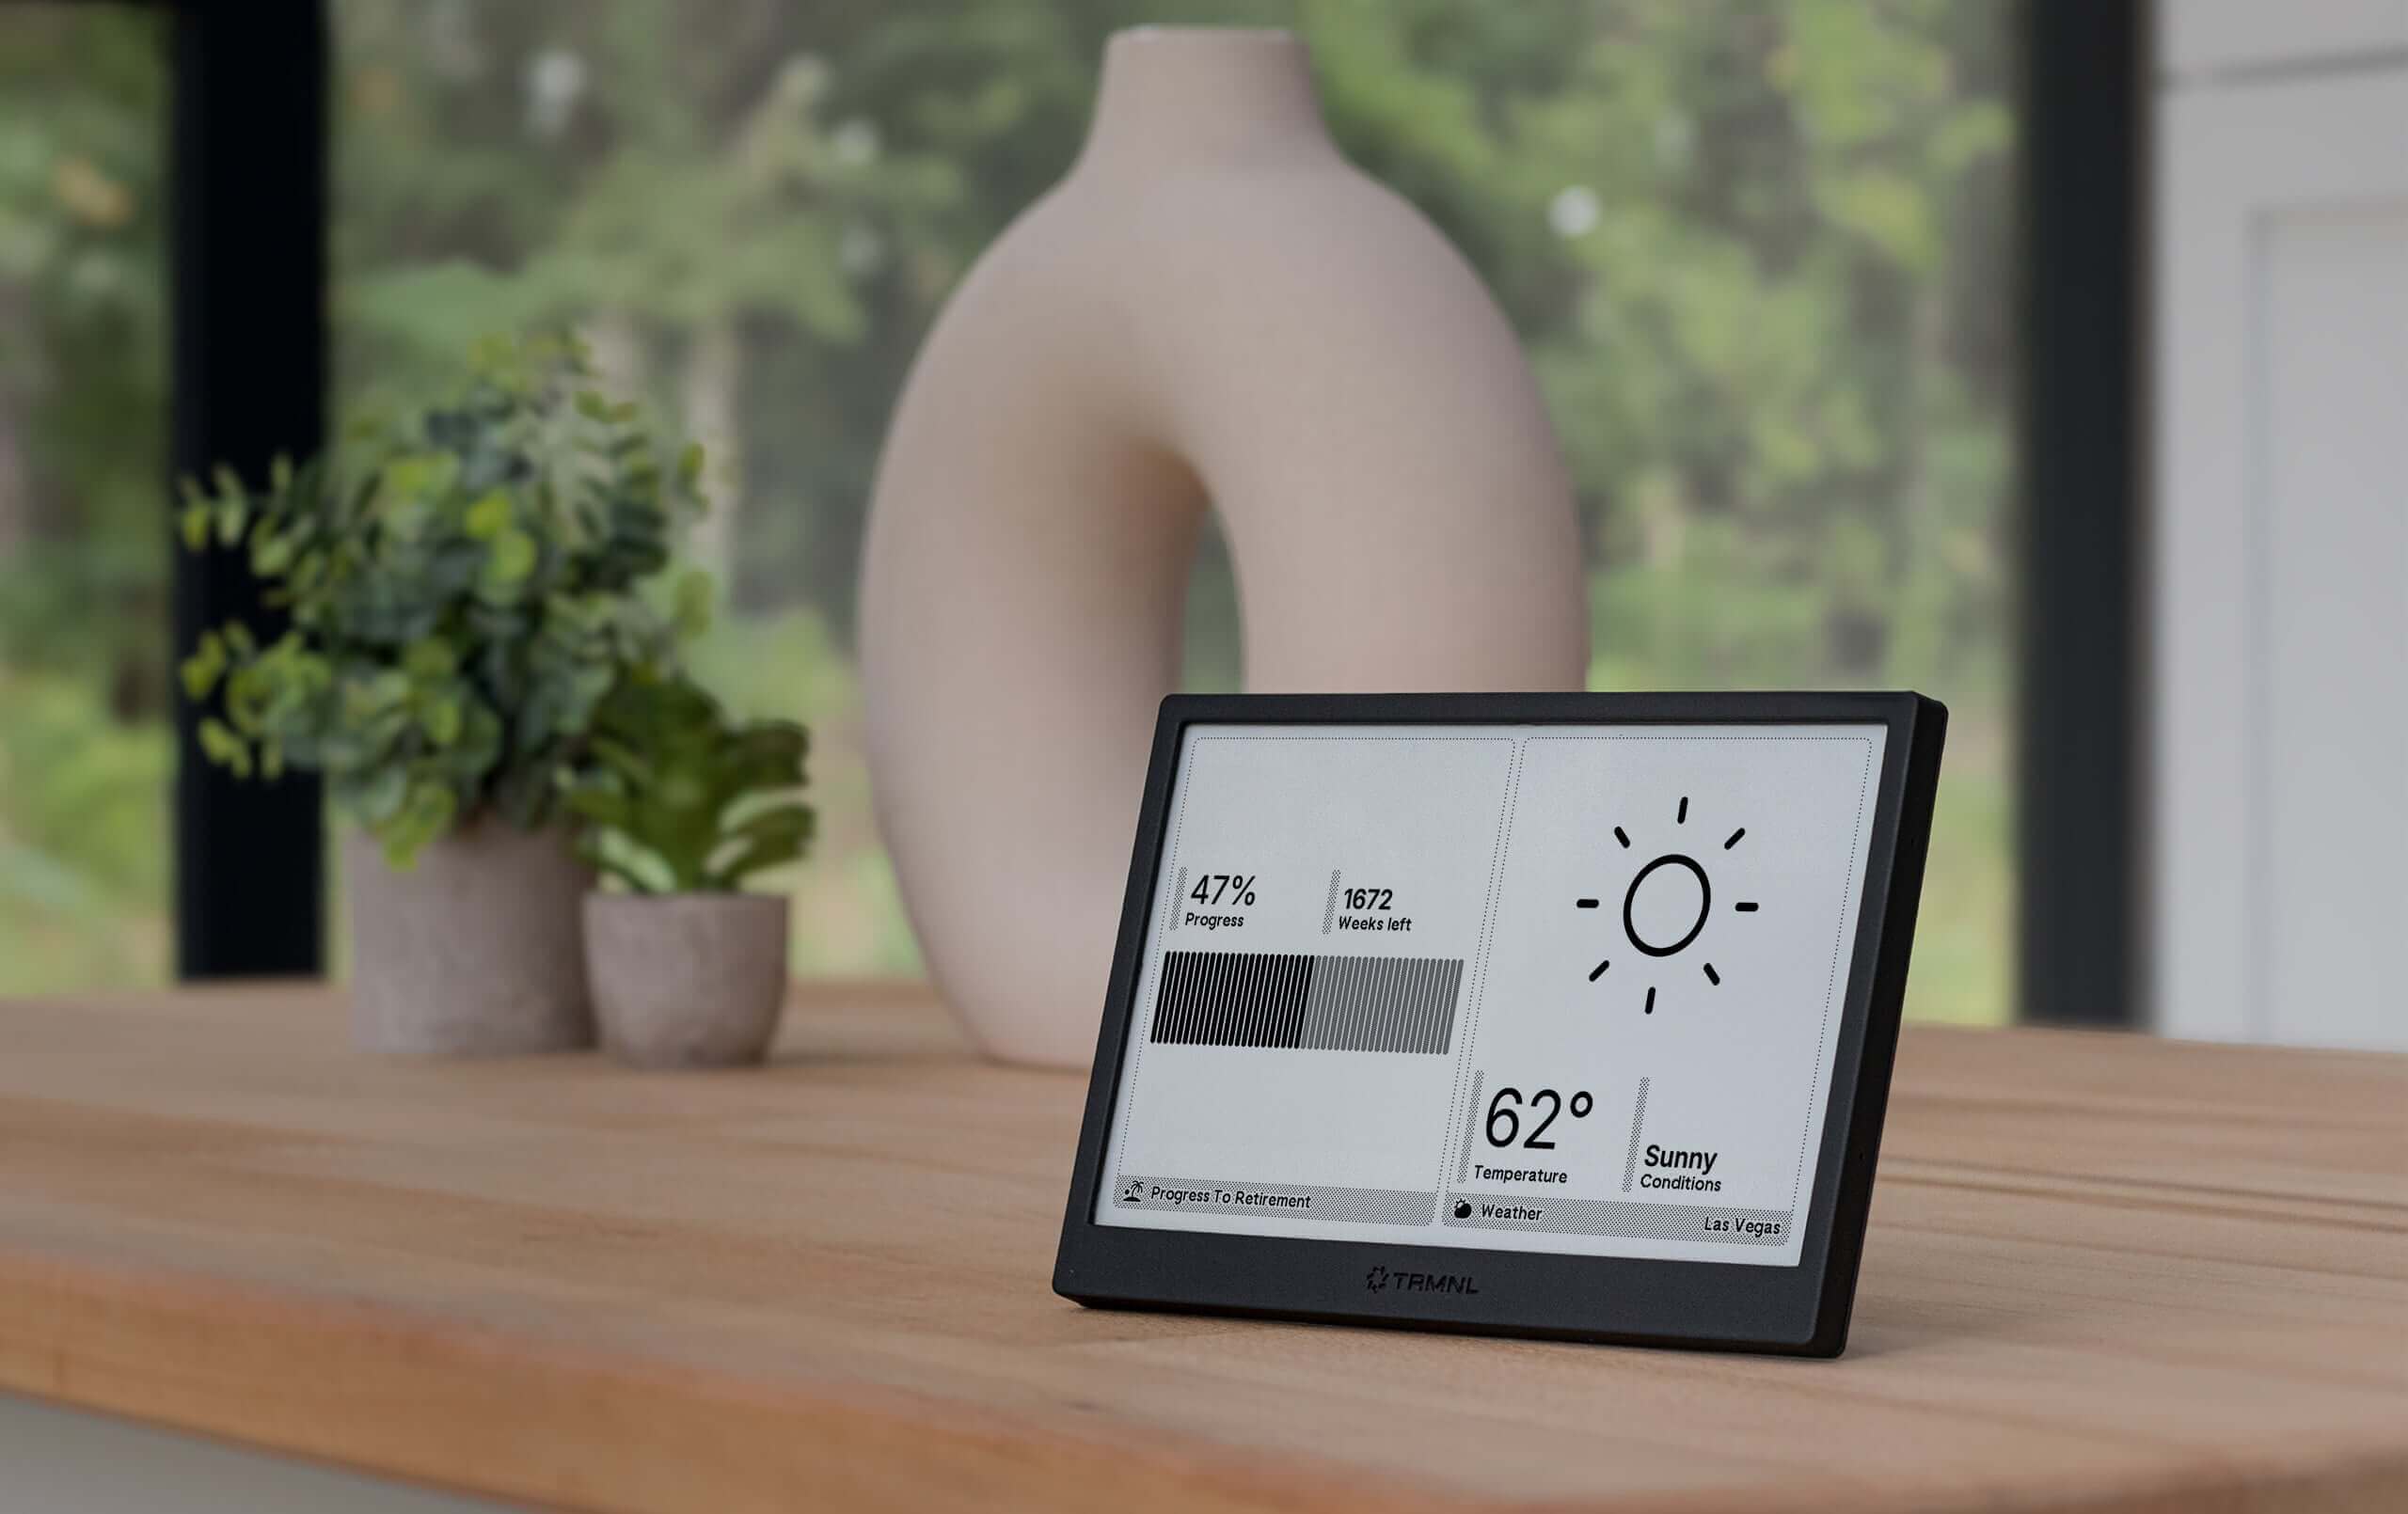 47%
Progress
1672
Weeks left
Progress To Retirement
62°
Temperature
Sunny
Conditions
Weather
Las Vegas
TRMNL